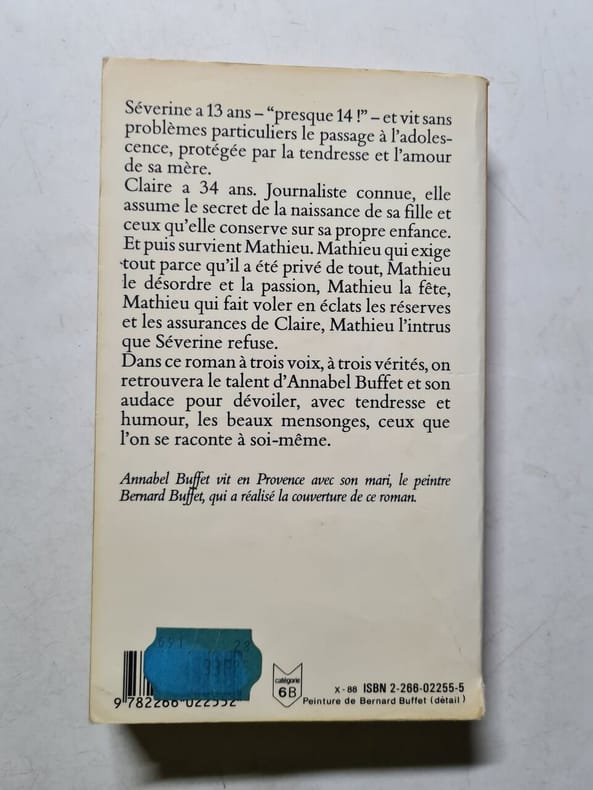 Séverine a 13 ans – “presque 14 !” – et vit sans
problèmes particuliers le passage à l’adoles-
cence, protégée par la tendresse et l’amour
de sa mère.
Claire a 34 ans. Journaliste connue, elle
assume le secret de la naissance de sa fille et
ceux qu’elle conserve sur sa propre enfance.
Et puis survient Mathieu. Mathieu qui exige
tout parce qu’il a été privé de tout, Mathieu
le désordre et la passion, Mathieu la fête,
Mathieu qui fait voler en éclats les réserves
et les assurances de Claire, Mathieu l’intrus
que Séverine refuse.
Dans ce roman à trois voix, à trois vérités, on
retrouvera le talent d’Annabel Buffet et son
audace pour dévoiler, avec tendresse et
humour, les beaux mensonges, ceux que
l’on se raconte à soi-même.
Annabel Buffet vit en Provence avec son mari, le peintre
Bernard Buffet, qui a réalisé la couverture de ce roman.
691 28
catégorie
6B
X - 88 ISBN 2-266-02255-5
Peinture de Bernard Buffet (détail)
9 782266 022552